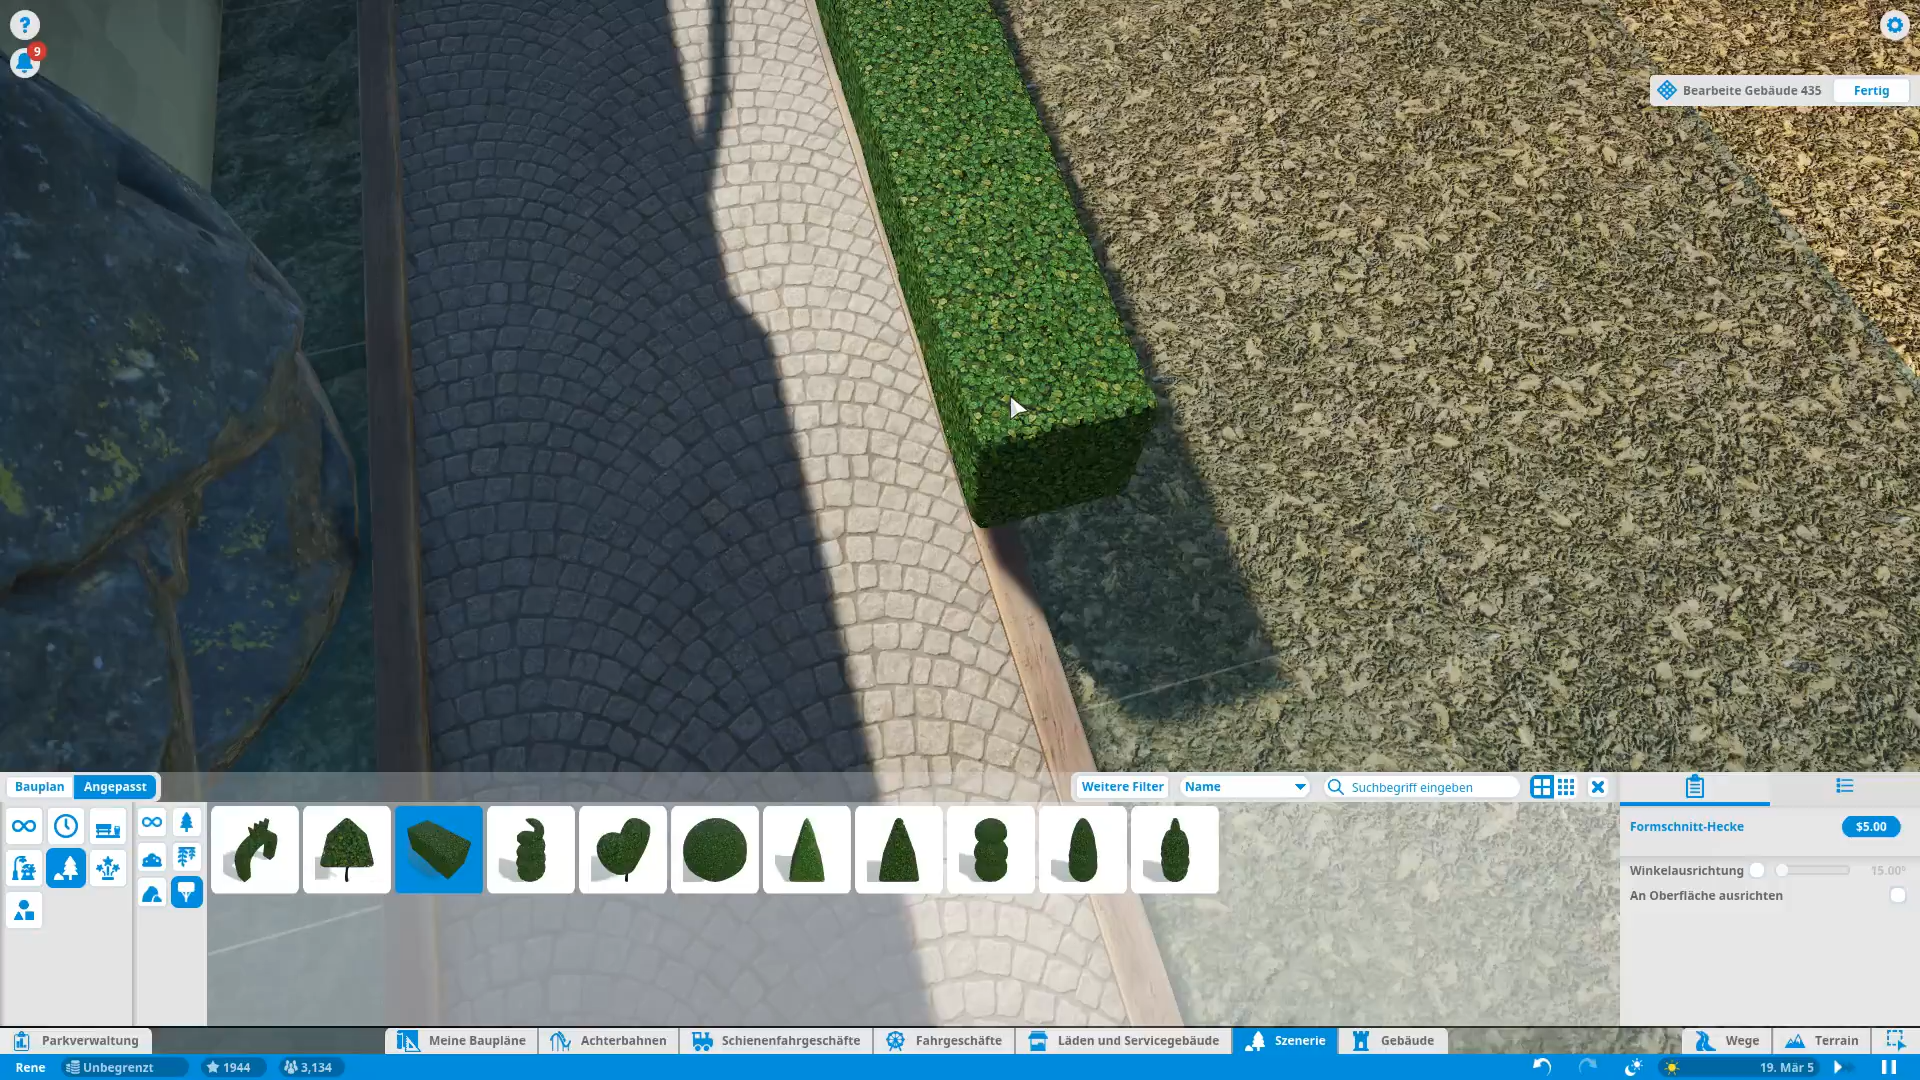 ?
9
Bearbeite Gebäude 435
Fertig
Bauplan
Angepasst
Weitere Filter
Name
Suchbegriff eingeben
Formschnitt-Hecke
$5.00
Winkelausrichtung
15.00°
An Oberfläche ausrichten
Parkverwaltung
Meine Baupläne
Achterbahnen
Schienenfahrgeschäfte
Fahrgeschäfte
Läden und Servicegebäude
Szenerie
Gebäude
Wege
Terrain
Rene
Unbegrenzt
1944
3,134
19. Mär 5